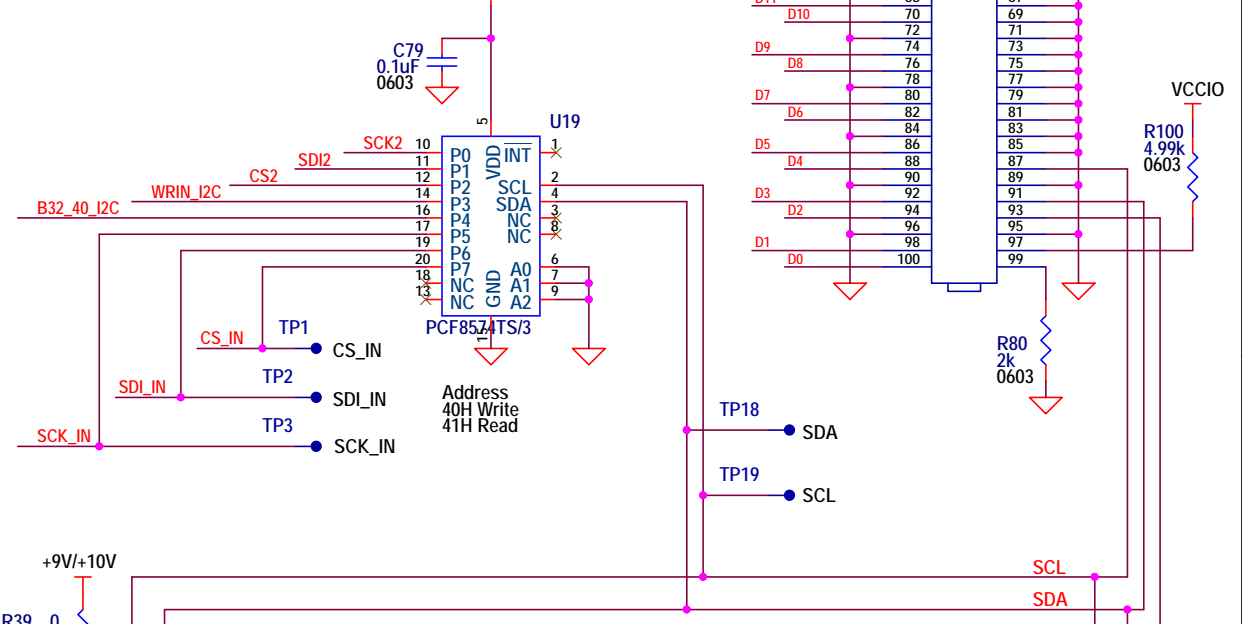 D10
70
69
72
71
D9
74
73
D8
76
75
78
77
D7
80
79
D6
82
81
84
83
D5
86
85
D4
88
87
90
89
D3
92
91
D2
94
93
96
95
D1
98
97
D0
100
99
C79
0.1uF
0603
5
U19
SCK2
10
P0
VDD
INT
1
SDI2
11
P1
CS2
12
P2
SCL
2
WRIN_I2C
14
P3
SDA
4
B32_40_I2C
16
P4
NC
3
17
P5
NC
8
19
P6
20
P7
A0
6
18
NC
GND
A1
7
13
NC
A2
9
PCF8574TS/3
15
VCCIO
R100
4.99k
0603
R80
2k
0603
CS_IN
TP1
CS_IN
SDI_IN
TP2
SDI_IN
SCK_IN
TP3
SCK_IN
Address
40H Write
41H Read
TP18
SDA
TP19
SCL
+9V/+10V
R39
0
SCL
SDA